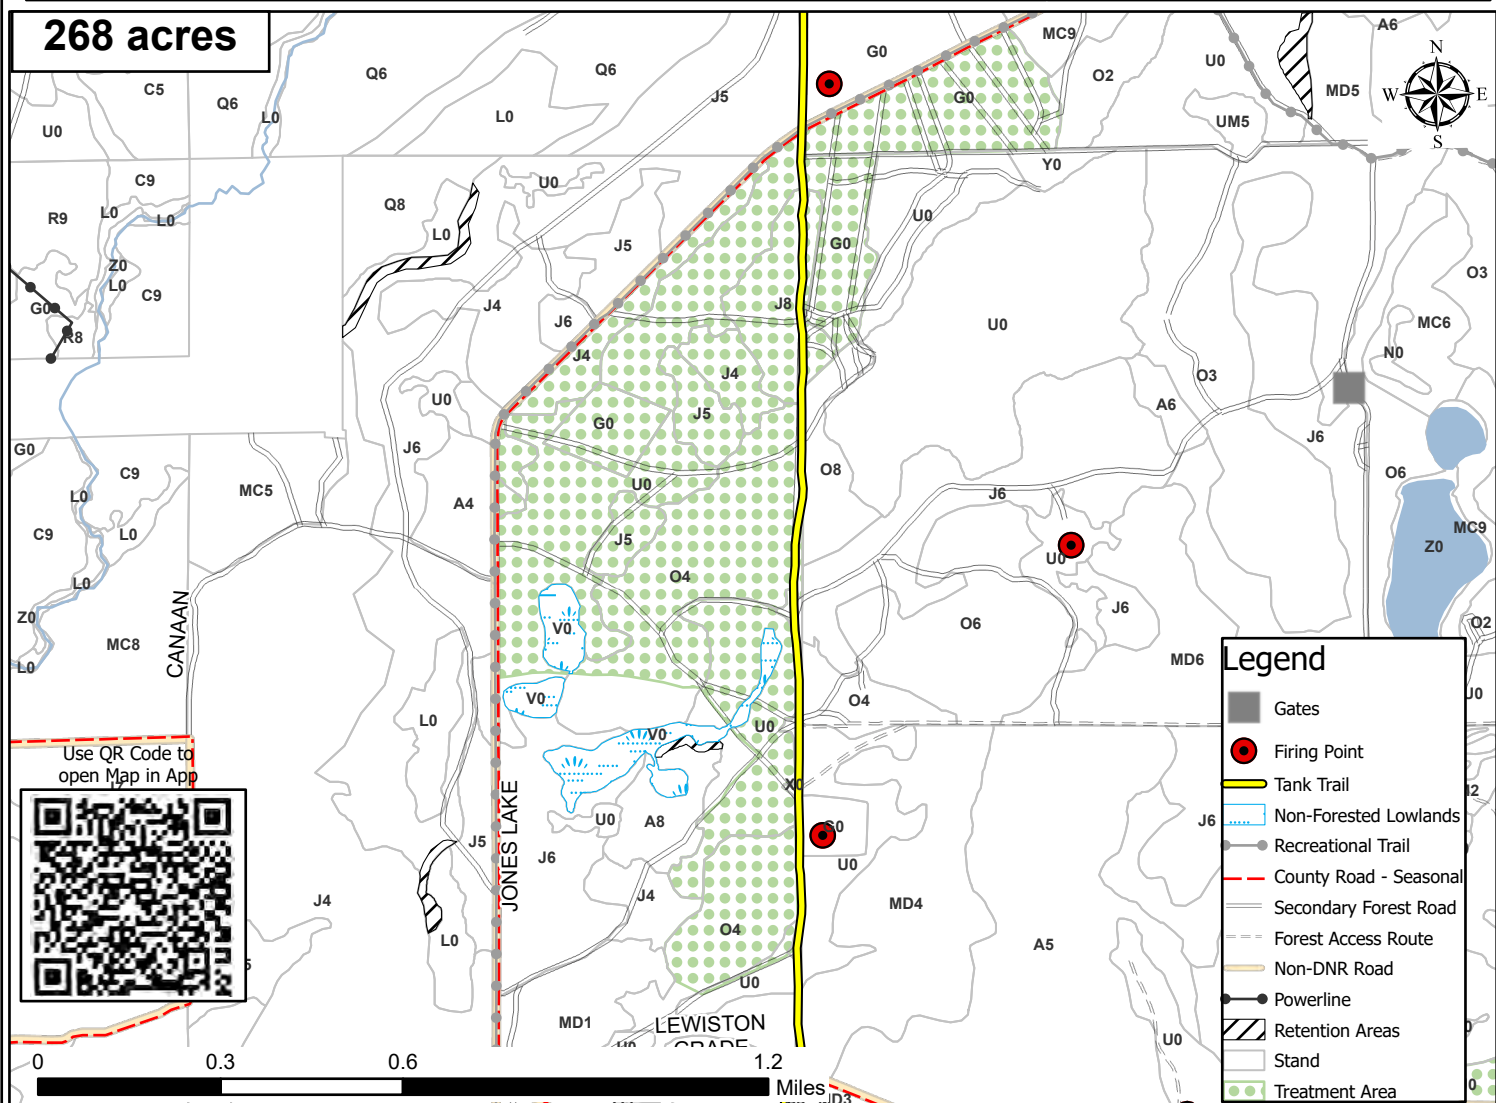 268 acres
C5
Q6
Q6
Q6
L0
L0
J5
U0
G0
MC9
O2
U0
A6
MD5
UM5
G0
N
W
E
S
C9
R9
L0
L0
Z0
L0
C9
G0
R8
Q8
L0
U0
J5
J4
J6
J4
J8
G0
U0
Y0
U0
O3
MC6
N0
O3
A6
J6
J4
J5
G0
U0
J6
G0
C9
L0
C9
L0
L0
MC5
A4
U0
J5
O4
O8
J6
U0
J6
O6
O6
MC9
Z0
O2
Z0
L0
MC8
CANAAN
V0
V0
V0
U0
O4
MD6
U0
L0
X0
G0
U0
U0
A8
J6
J5
J4
JONES LAKE
O4
U0
MD4
A5
J6
J4
L0
MD1
LEWISTON
GRADE
U0
U0
Use QR Code to
open Map in App
Legend
Gates
Firing Point
Tank Trail
Non-Forested Lowlands
Recreational Trail
County Road - Seasonal
Secondary Forest Road
Forest Access Route
Non-DNR Road
Powerline
Retention Areas
Stand
Treatment Area
0
0.3
0.6
1.2
Miles